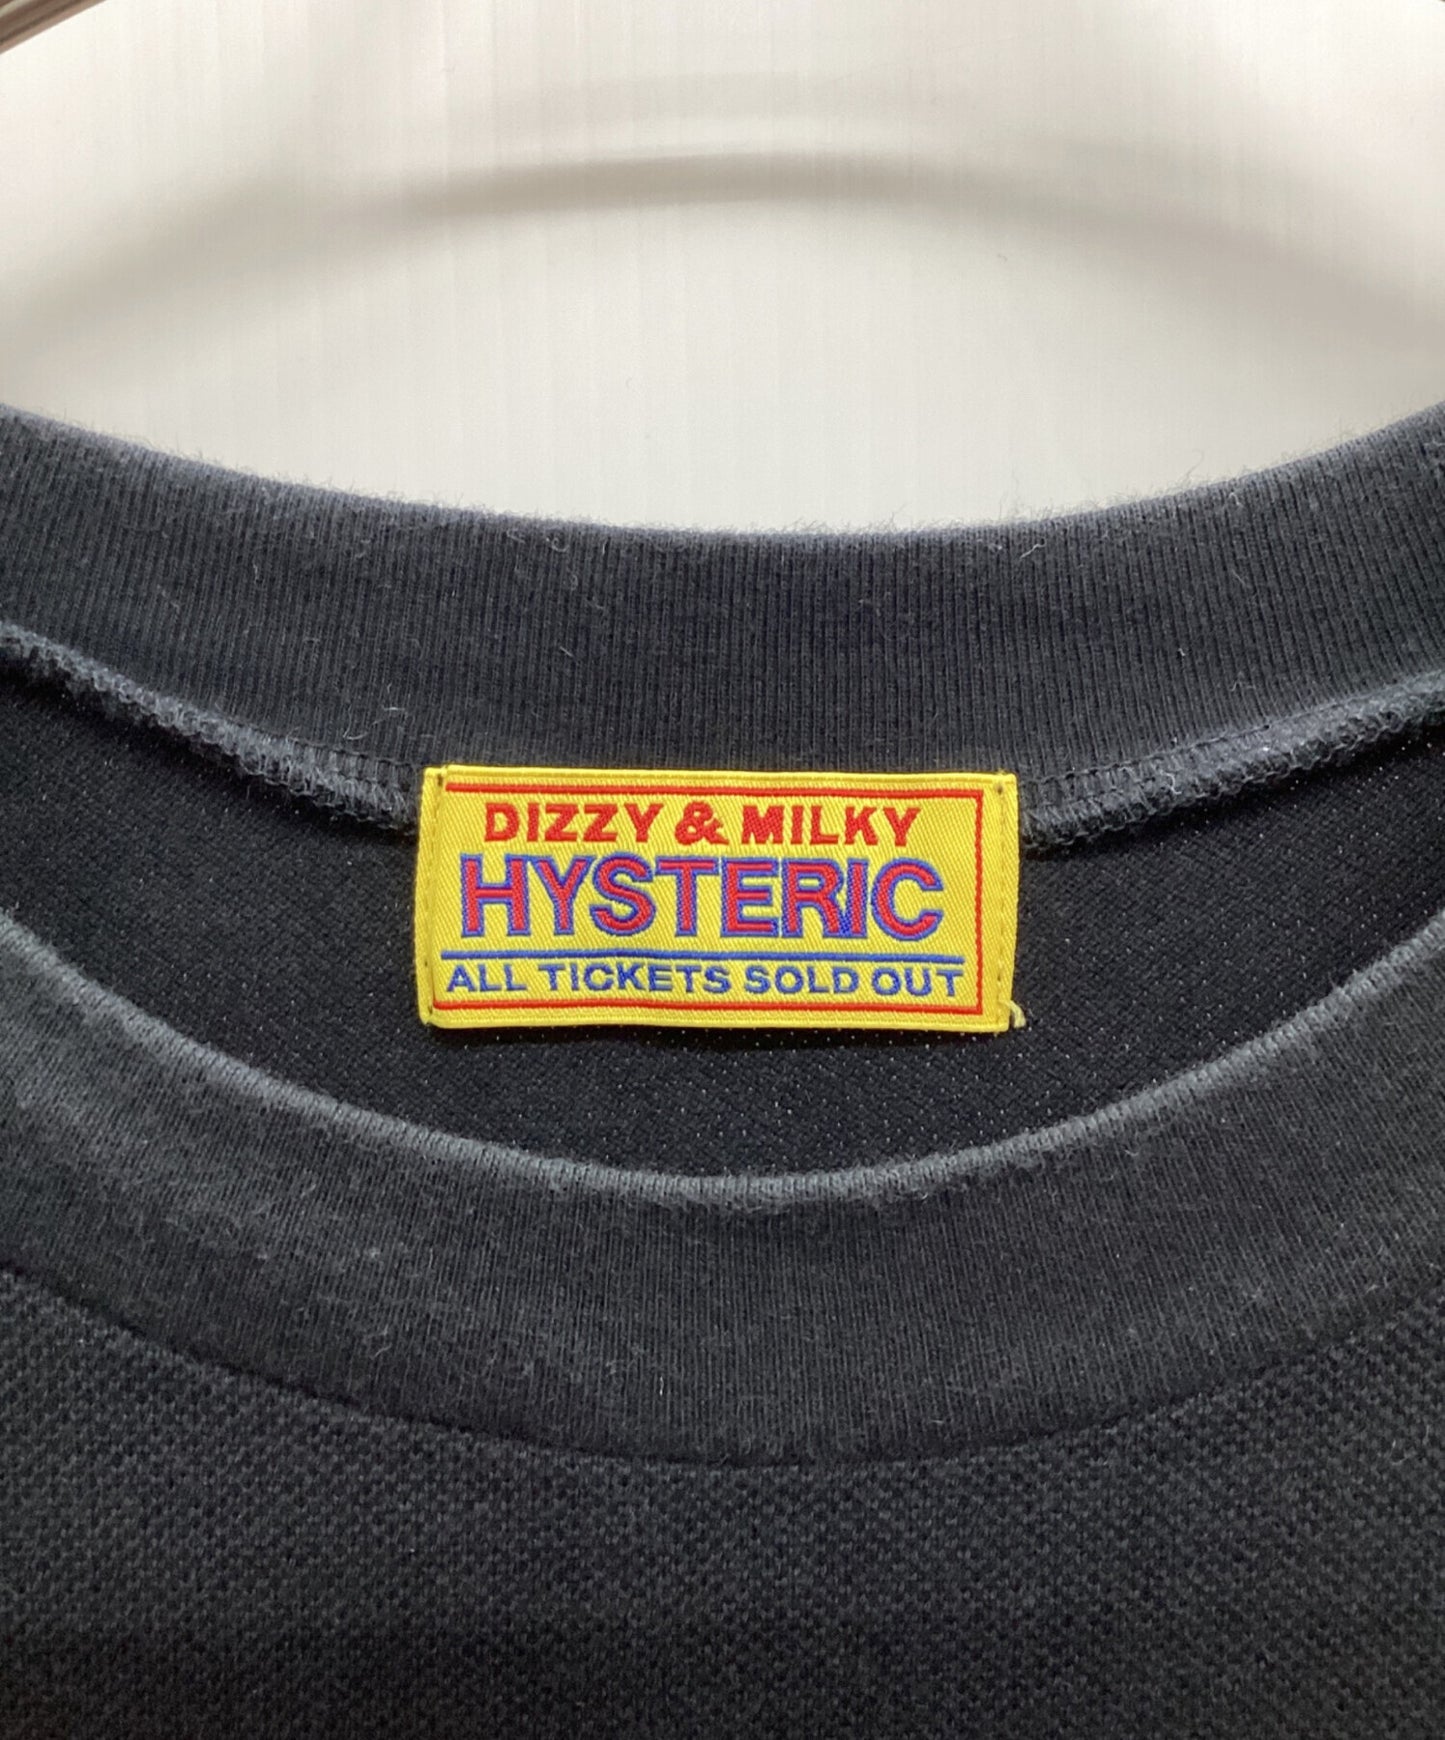 DIZZY & MILKY
HYSTERIC
ALL TICKETS SOLD OUT